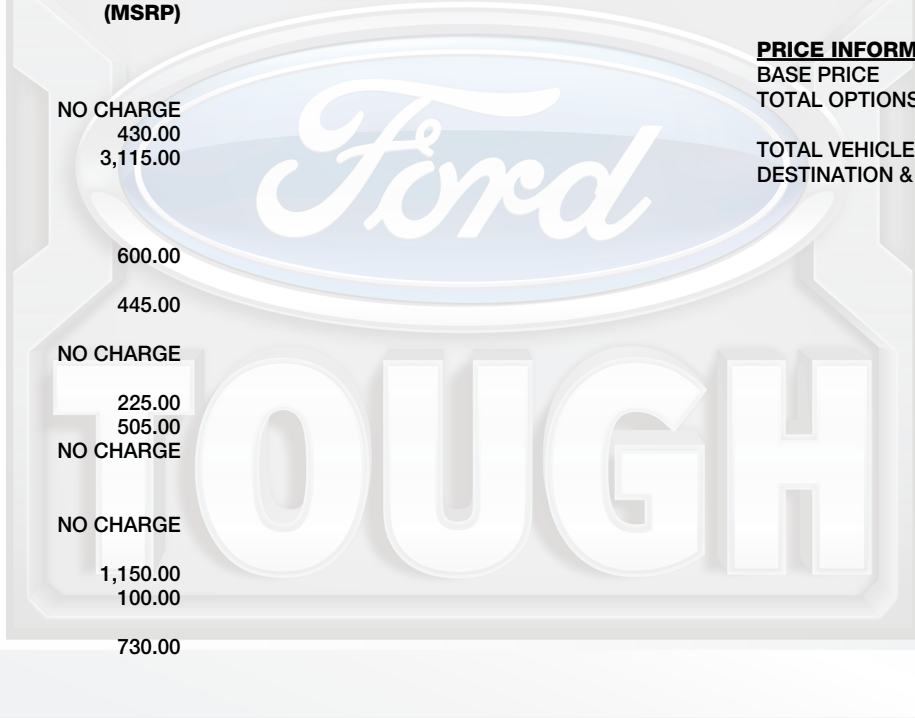 (MSRP)
NO CHARGE
430.00
3,115.00
600.00
445.00
NO CHARGE
225.00
505.00
NO CHARGE
NO CHARGE
1,150.00
100.00
730.00
PRICE INFORM
BASE PRICE
TOTAL OPTIONS
TOTAL VEHICLE
DESTINATION &
Ford
TOUGH